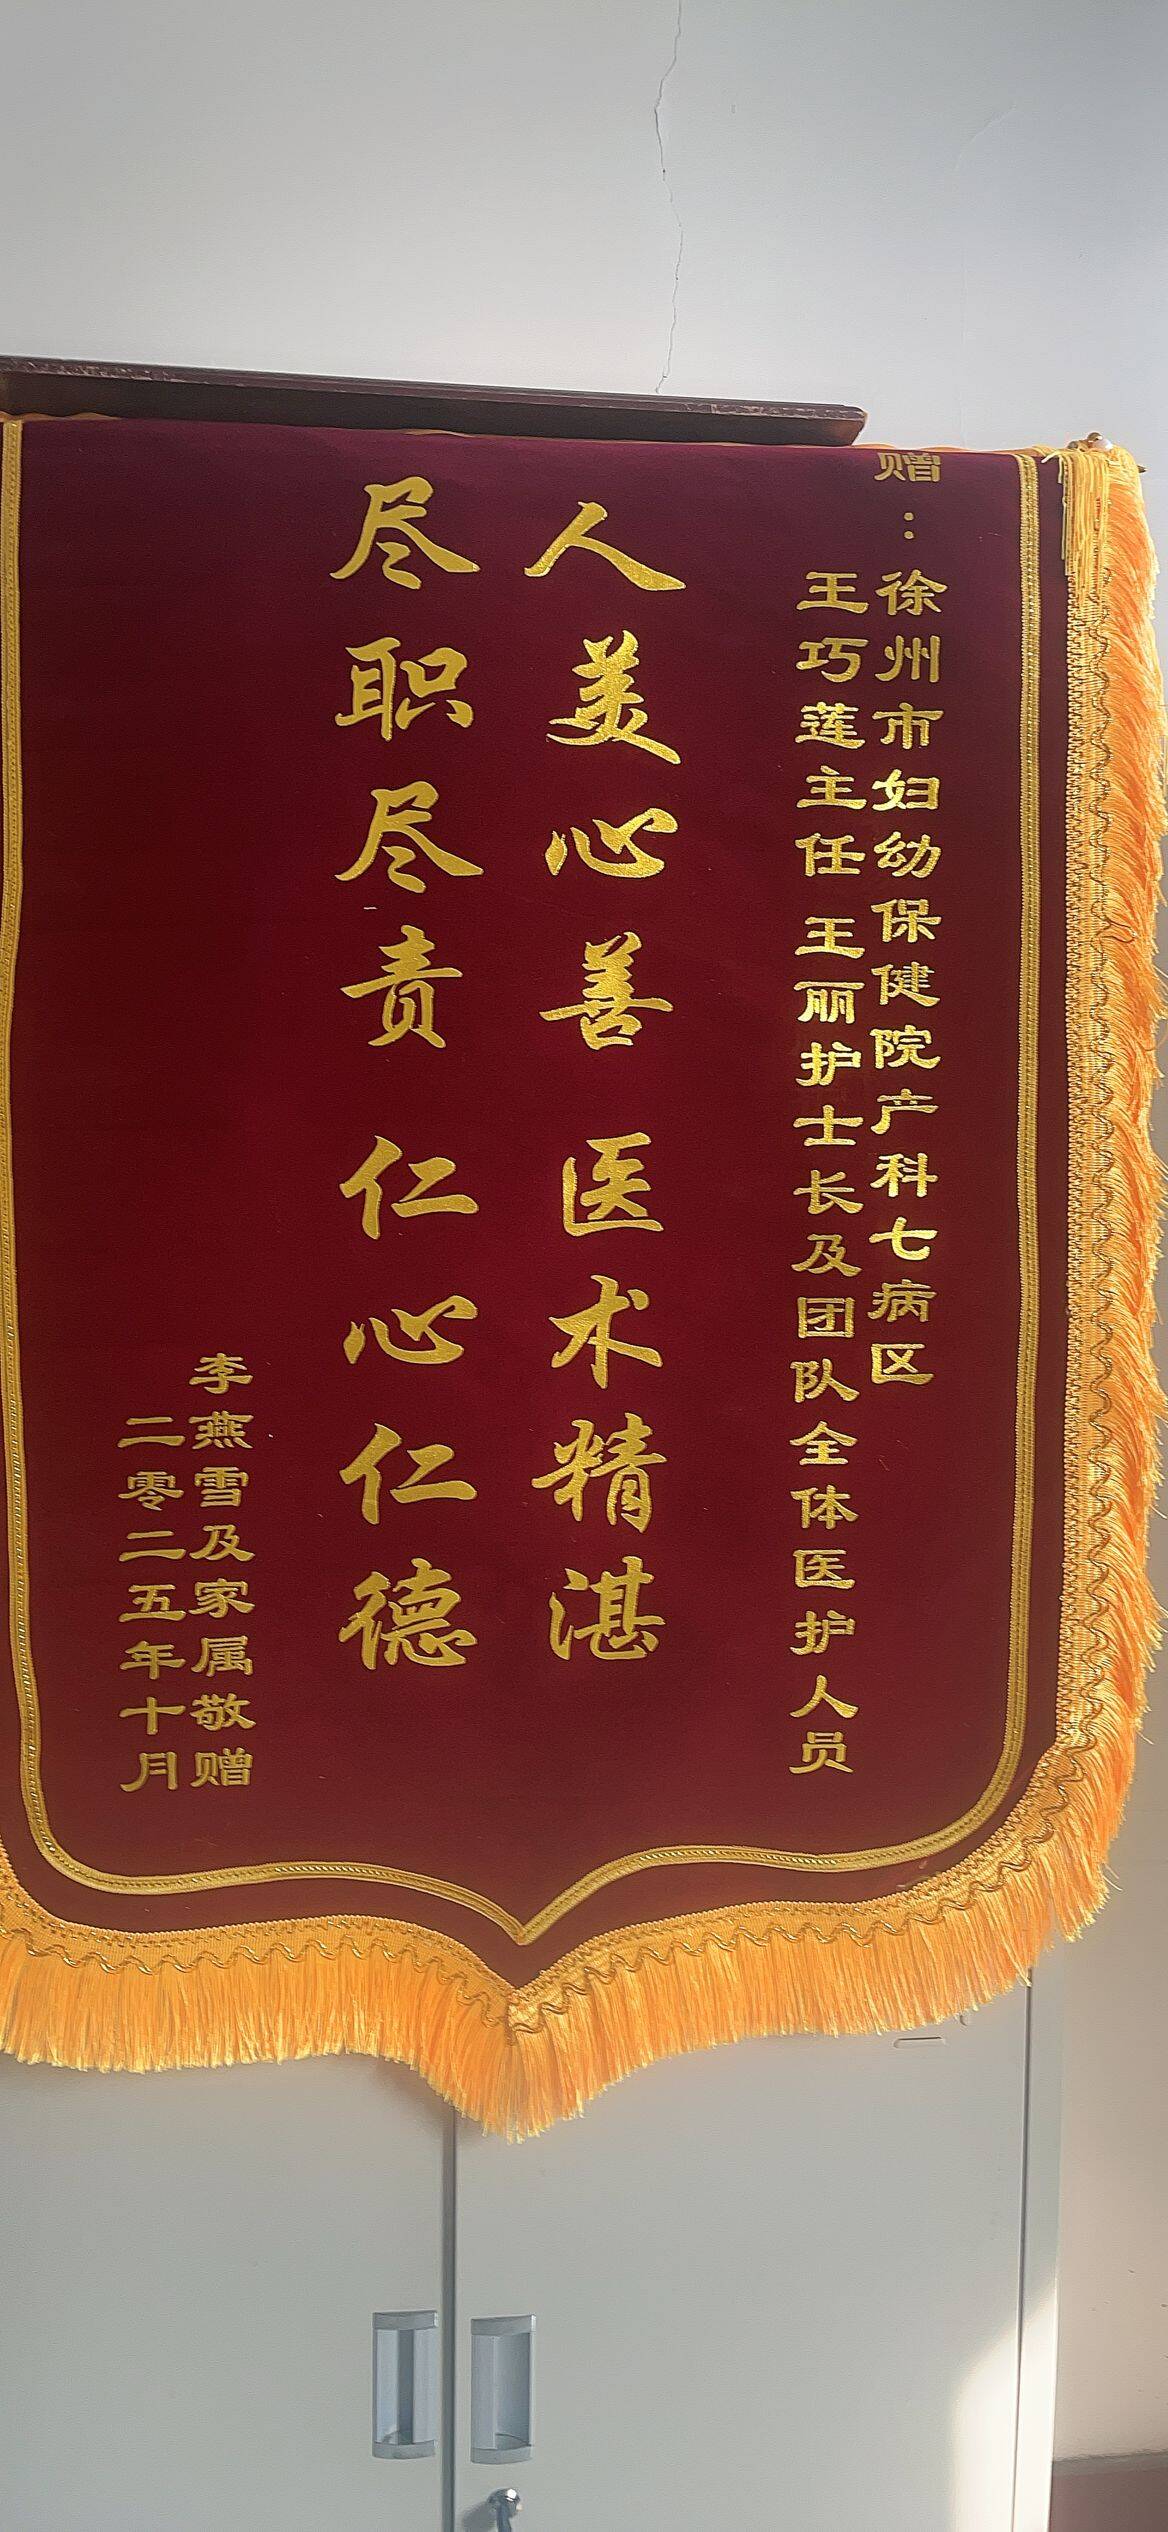 赠：徐州市妇幼保健院产科七病区
王巧莲主任 王丽护士长及团队全体医护人员
人美心善 医术精湛
尽职尽责 仁心仁德
李燕雪及家属敬赠
二零二五年十月